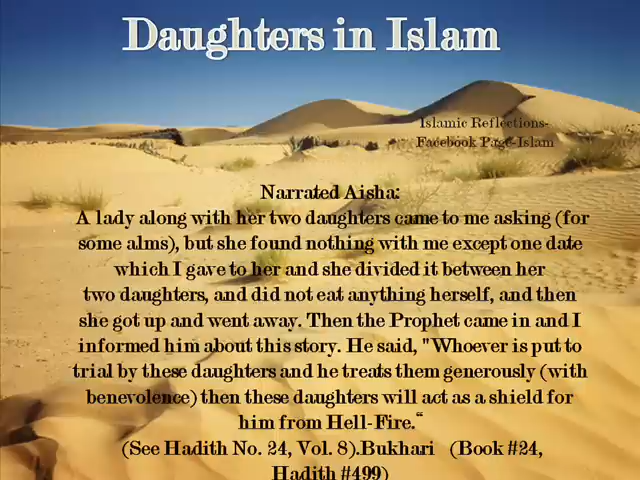 Daughters in Islam
Islamic Reflections-
Facebook Page-Islam
Narrated Aisha:
A lady along with her two daughters came to me asking (for
some alms), but she found nothing with me except one date
which I gave to her and she divided it between her
two daughters, and did not eat anything herself, and then
she got up and went away. Then the Prophet came in and I
informed him about this story. He said, "Whoever is put to
trial by these daughters and he treats them generously (with
benevolence) then these daughters will act as a shield for
him from Hell-Fire.“
(See Hadith No. 24, Vol. 8).Bukhari (Book #24,
Hadith #499)